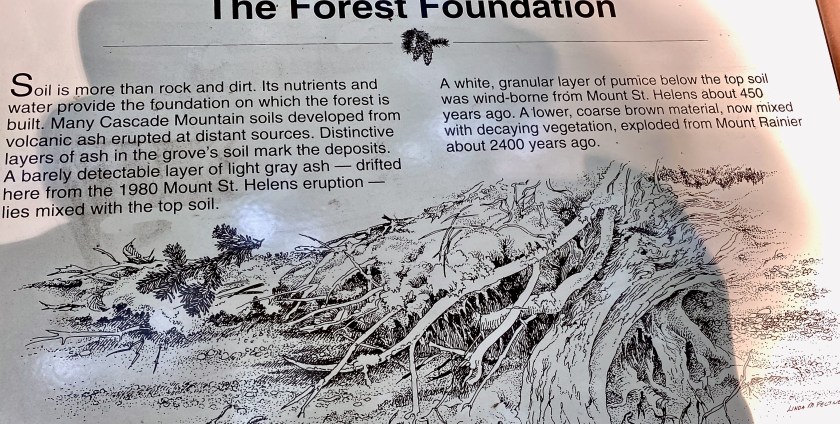 The Forest Foundation
Soil is more than rock and dirt. Its nutrients and
water provide the foundation on which the forest is
built. Many Cascade Mountain soils developed from
volcanic ash erupted at distant sources. Distinctive
layers of ash in the grove's soil mark the deposits.
A barely detectable layer of light gray ash — drifted
here from the 1980 Mount St. Helens eruption —
lies mixed with the top soil.
A white, granular layer of pumice below the top soil
was wind-borne from Mount St. Helens about 450
years ago. A lower, coarse brown material, now mixed
with decaying vegetation, exploded from Mount Rainier
about 2400 years ago.
LINDA M.